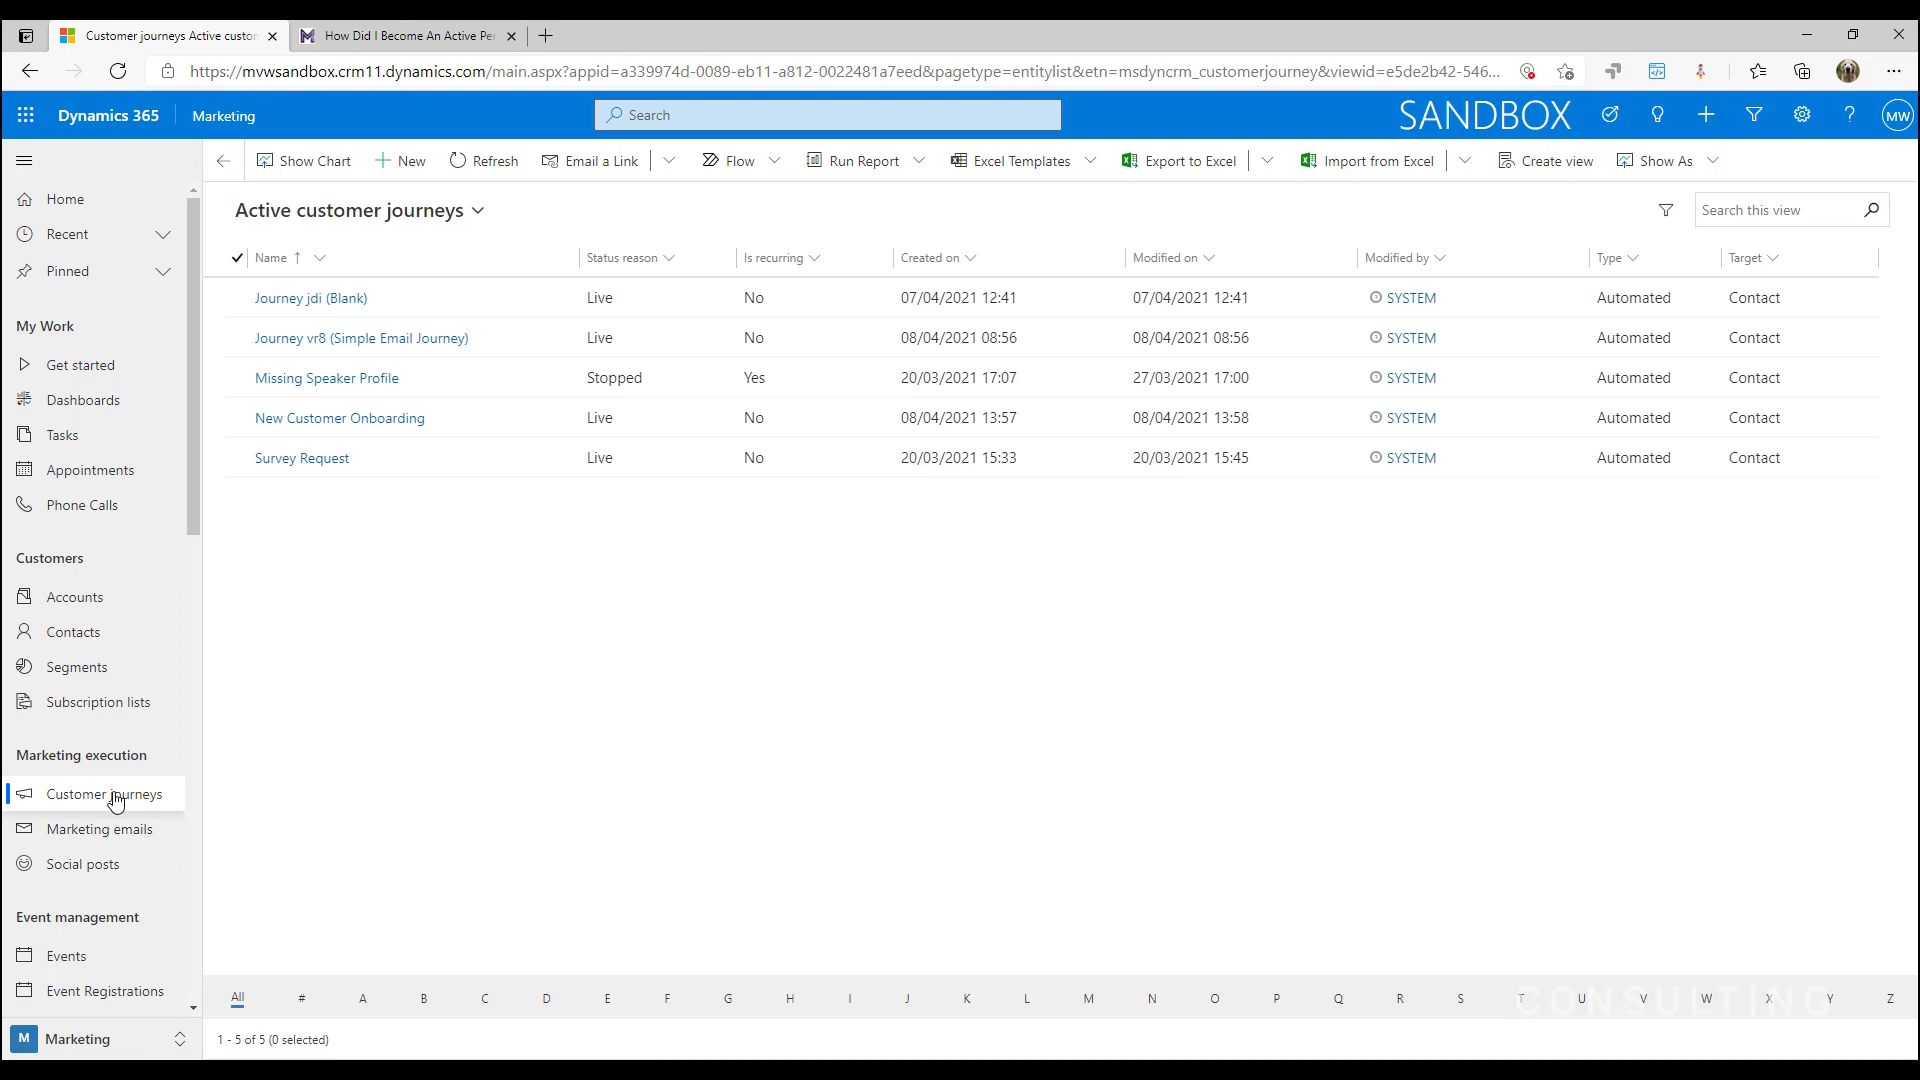 Customer journeys Active custon
How Did I Become An Active Per
https://mvwsandbox.crm11.dynamics.com/main.aspx?appid=a339974d-0089-eb11-a812-0022481a7eed&pagetype=entitylist&etn=msdyncrm_customerjourney&viewid=e5de2b42-546...
Dynamics 365
Marketing
Search
SANDBOX
MW
Show Chart
New
Refresh
Email a Link
Flow
Run Report
Excel Templates
Export to Excel
Import from Excel
Create view
Show As
Home
Recent
Pinned
My Work
Get started
Dashboards
Tasks
Appointments
Phone Calls
Customers
Accounts
Contacts
Segments
Subscription lists
Marketing execution
Customer journeys
Marketing emails
Social posts
Event management
Events
Event Registrations
M Marketing
Active customer journeys
Search this view
Name ↑ Status reason Is recurring Created on Modified on Modified by Type Target
Journey jdi (Blank) Live No 07/04/2021 12:41 07/04/2021 12:41 SYSTEM Automated Contact
Journey vr8 (Simple Email Journey) Live No 08/04/2021 08:56 08/04/2021 08:56 SYSTEM Automated Contact
Missing Speaker Profile Stopped Yes 20/03/2021 17:07 27/03/2021 17:00 SYSTEM Automated Contact
New Customer Onboarding Live No 08/04/2021 13:57 08/04/2021 13:58 SYSTEM Automated Contact
Survey Request Live No 20/03/2021 15:33 20/03/2021 15:45 SYSTEM Automated Contact
All # A B C D E F G H I J K L M N O P Q R S T U V W X Y Z
CONSULTING
1 - 5 of 5 (0 selected)